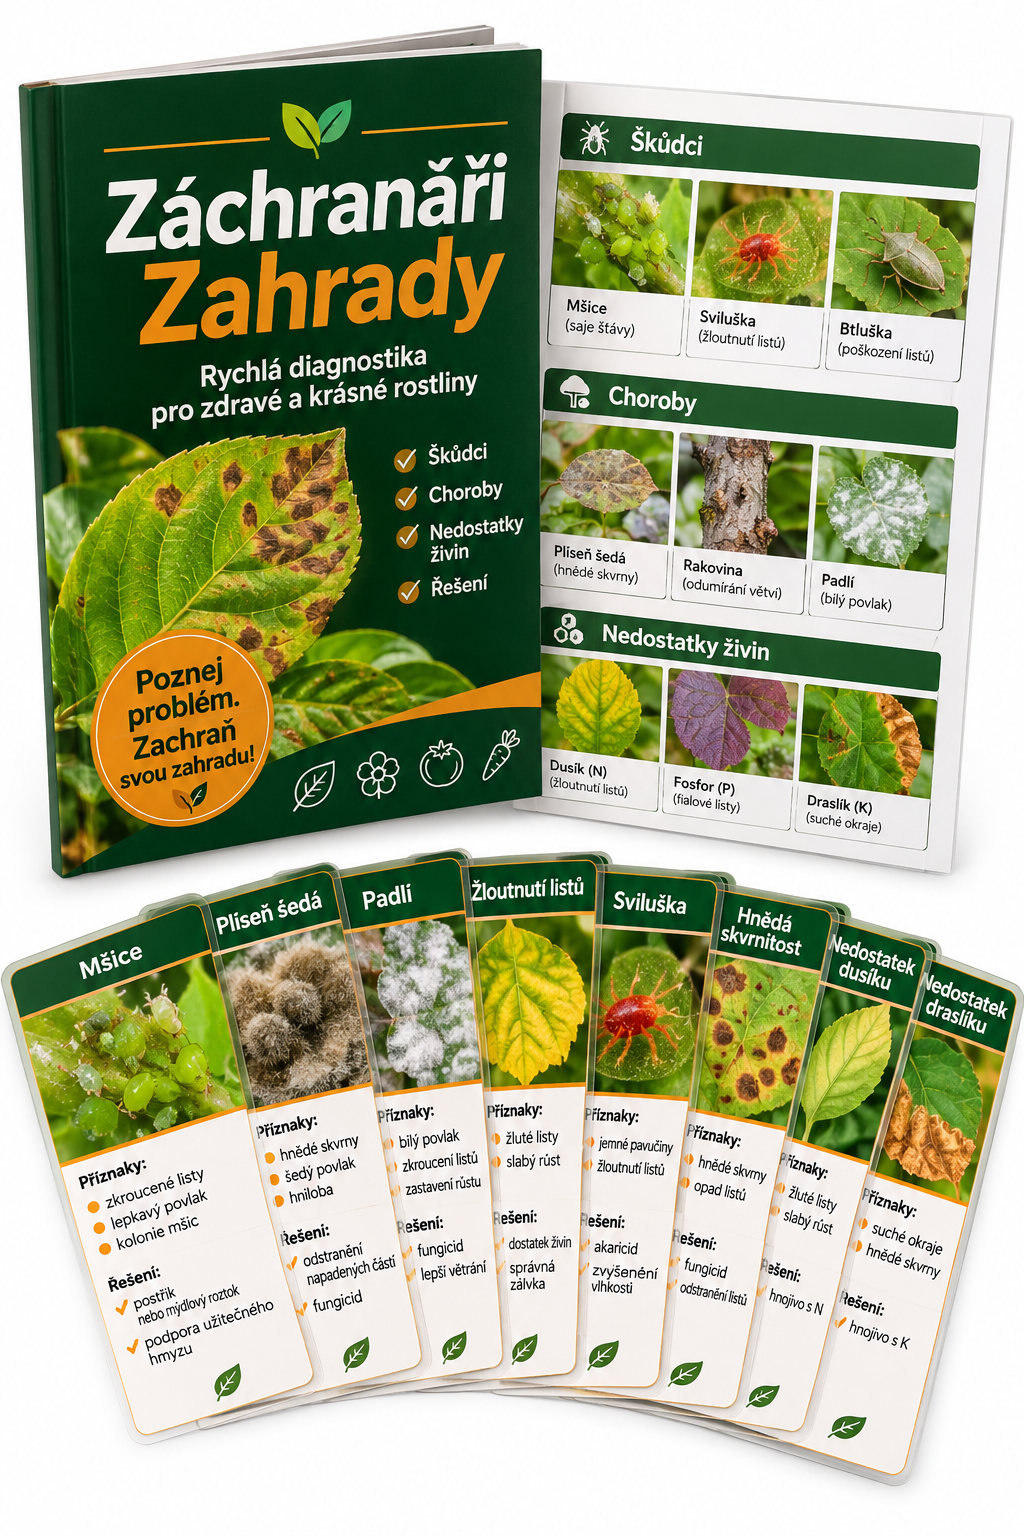 Záchranáři
Zahrady
Rychlá diagnostika
pro zdravé a krásné rostliny
Škůdci
Choroby
Nedostatky
živin
Řešení
Poznej
problém.
Zachraň
svou zahradu!
Škůdci
Mšice
(saje šťávy)
Sviluška
(žloutnutí listů)
Btluška
(poškození listů)
Choroby
Plíseň šedá
(hnědé skvrny)
Rakovina
(odumírání větví)
Padlí
(bílý povlak)
Nedostatky živin
Dusík (N)
(žloutnutí listů)
Fosfor (P)
(fialové listy)
Draslík (K)
(suché okraje)
Mšice
Příznaky:
zkroucené listy
lepkavý povlak
kolonie mšic
Řešení:
postřik
nebo mýdlový roztok
podpora užitečného
hmyzu
Plíseň šedá
Příznaky:
hnědé skvrny
šedý povlak
hniloba
Řešení:
odstranění
napadených částí
fungicid
Padlí
Příznaky:
bílý povlak
zkroucení listů
zastavení růstu
Řešení:
fungicid
lepší větrání
Žloutnutí listů
Příznaky:
žluté listy
slabý růst
Řešení:
dostatek živin
správná
zálvka
Sviluška
Příznaky:
jemné pavučiny
žloutnutí listů
Řešení:
akaricid
zvýšenění
vlhkosti
Hnědá
skvrnitost
Příznaky:
hnědé skvrny
opad listů
Řešení:
fungicid
odstranění listů
Nedostatek
dusíku
Příznaky:
žluté listy
slabý růst
Řešení:
hnojivo s N
Nedostatek
draslíku
Příznaky:
suché okraje
hnědé skvrny
Řešení:
hnojivo s K